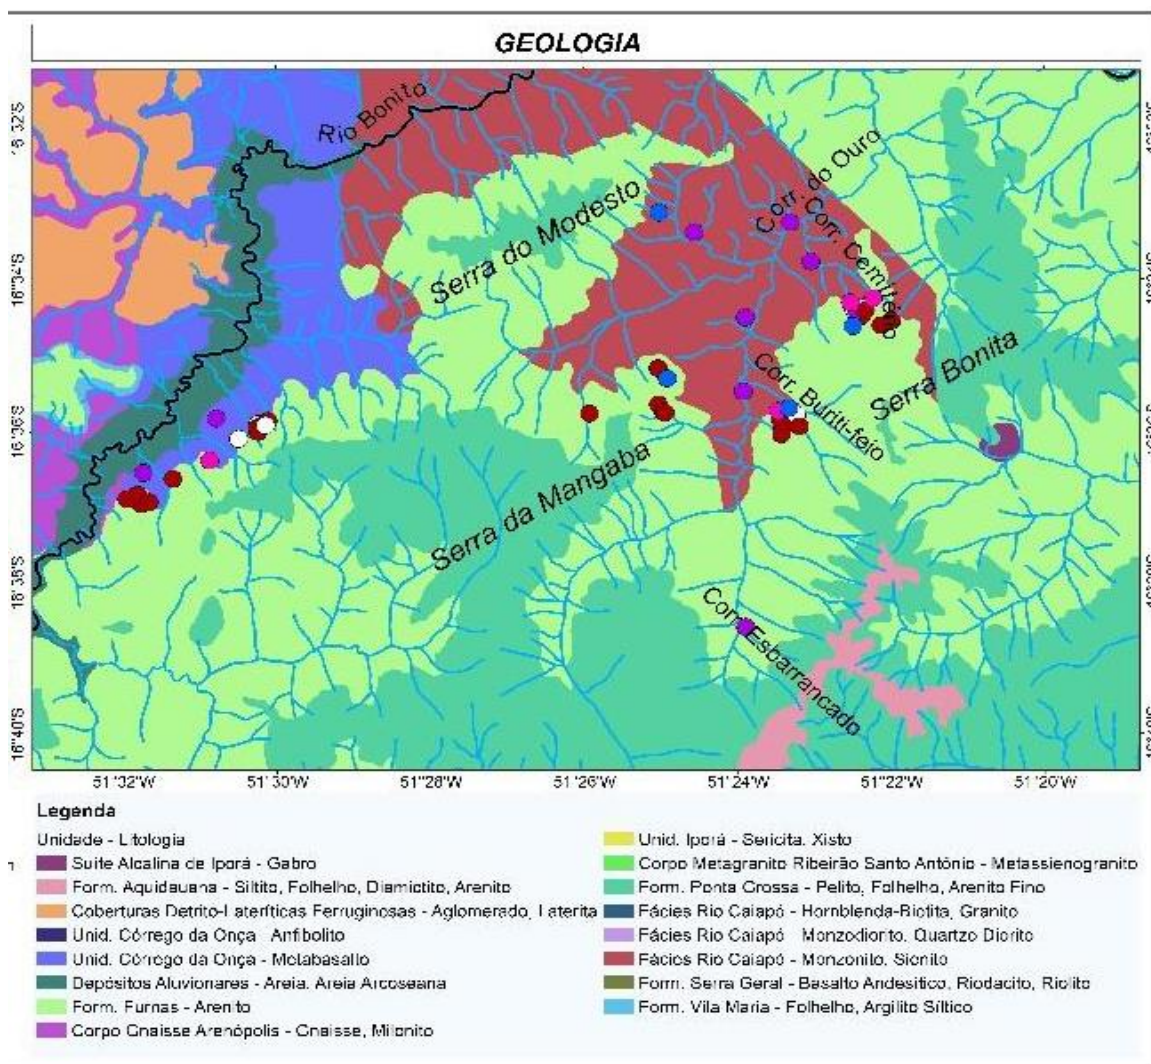 GEOLOGIA
Rio Bonito
Corr. do Ouro
Corr. Cemitério
Serra do Modesto
Serra Bonita
Corr. Buriti-feio
Serra da Mangaba
Corr. Esbarrancado
16°36'S
16°38'S
16°40'S
51°32'W 51°30'W 51°28'W 51°26'W 51°24'W 51°22'W 51°20'W
Legenda
Unidade - Litologia
Suite Alcalina de Iporá - Gabro
Form. Aquidauana - Siltito, Folhelho, Diamictito, Arenito
Coberturas Detrito-Lateríticas Ferruginosas - Aglomerado, Laterita
Unid. Córrego da Onça - Anfibolito
Unid. Córrego da Onça - Metabasalto
Depósitos Aluvionares - Areia, Areia Arcoseana
Form. Furnas - Arenito
Corpo Gnaisse Arenópolis - Gnaisse, Milonito
Unid. Iporá - Sericita, Xisto
Corpo Metagranito Ribeirão Santo Antônio - Metassienogranito
Form. Ponta Grossa - Pelito, Folhelho, Arenito Fino
Fácies Rio Caiapó - Hornblenda-Biotita, Granito
Fácies Rio Caiapó - Monzodiorito, Quartzo Diorito
Fácies Rio Caiapó - Monzonito, Sienito
Form. Serra Geral - Basalto Andesítico, Riodacito, Riolito
Form. Vila Maria - Folhelho, Argilito Síltico